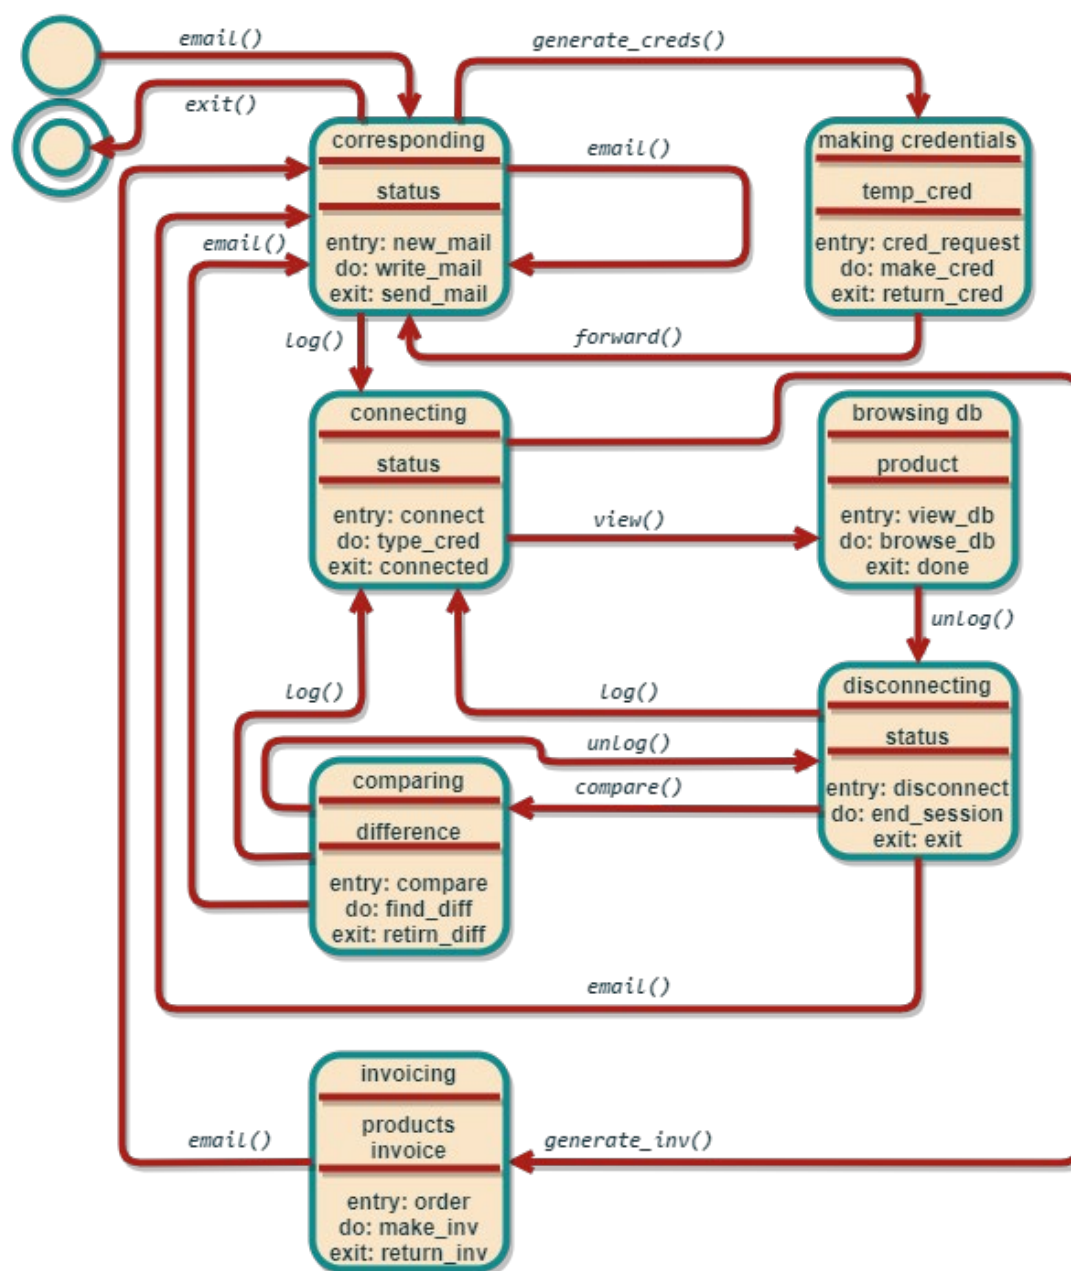 email()
generate_creds()
exit()
corresponding
status
entry: new_mail
do: write_mail
exit: send_mail
email()
making credentials
temp_cred
entry: cred_request
do: make_cred
exit: return_cred
email()
log()
forward()
connecting
status
entry: connect
do: type_cred
exit: connected
view()
browsing db
product
entry: view_db
do: browse_db
exit: done
unlog()
log()
log()
unlog()
compare()
disconnecting
status
entry: disconnect
do: end_session
exit: exit
comparing
difference
entry: compare
do: find_diff
exit: retirn_diff
email()
invoicing
products
invoice
entry: order
do: make_inv
exit: return_inv
email()
generate_inv()